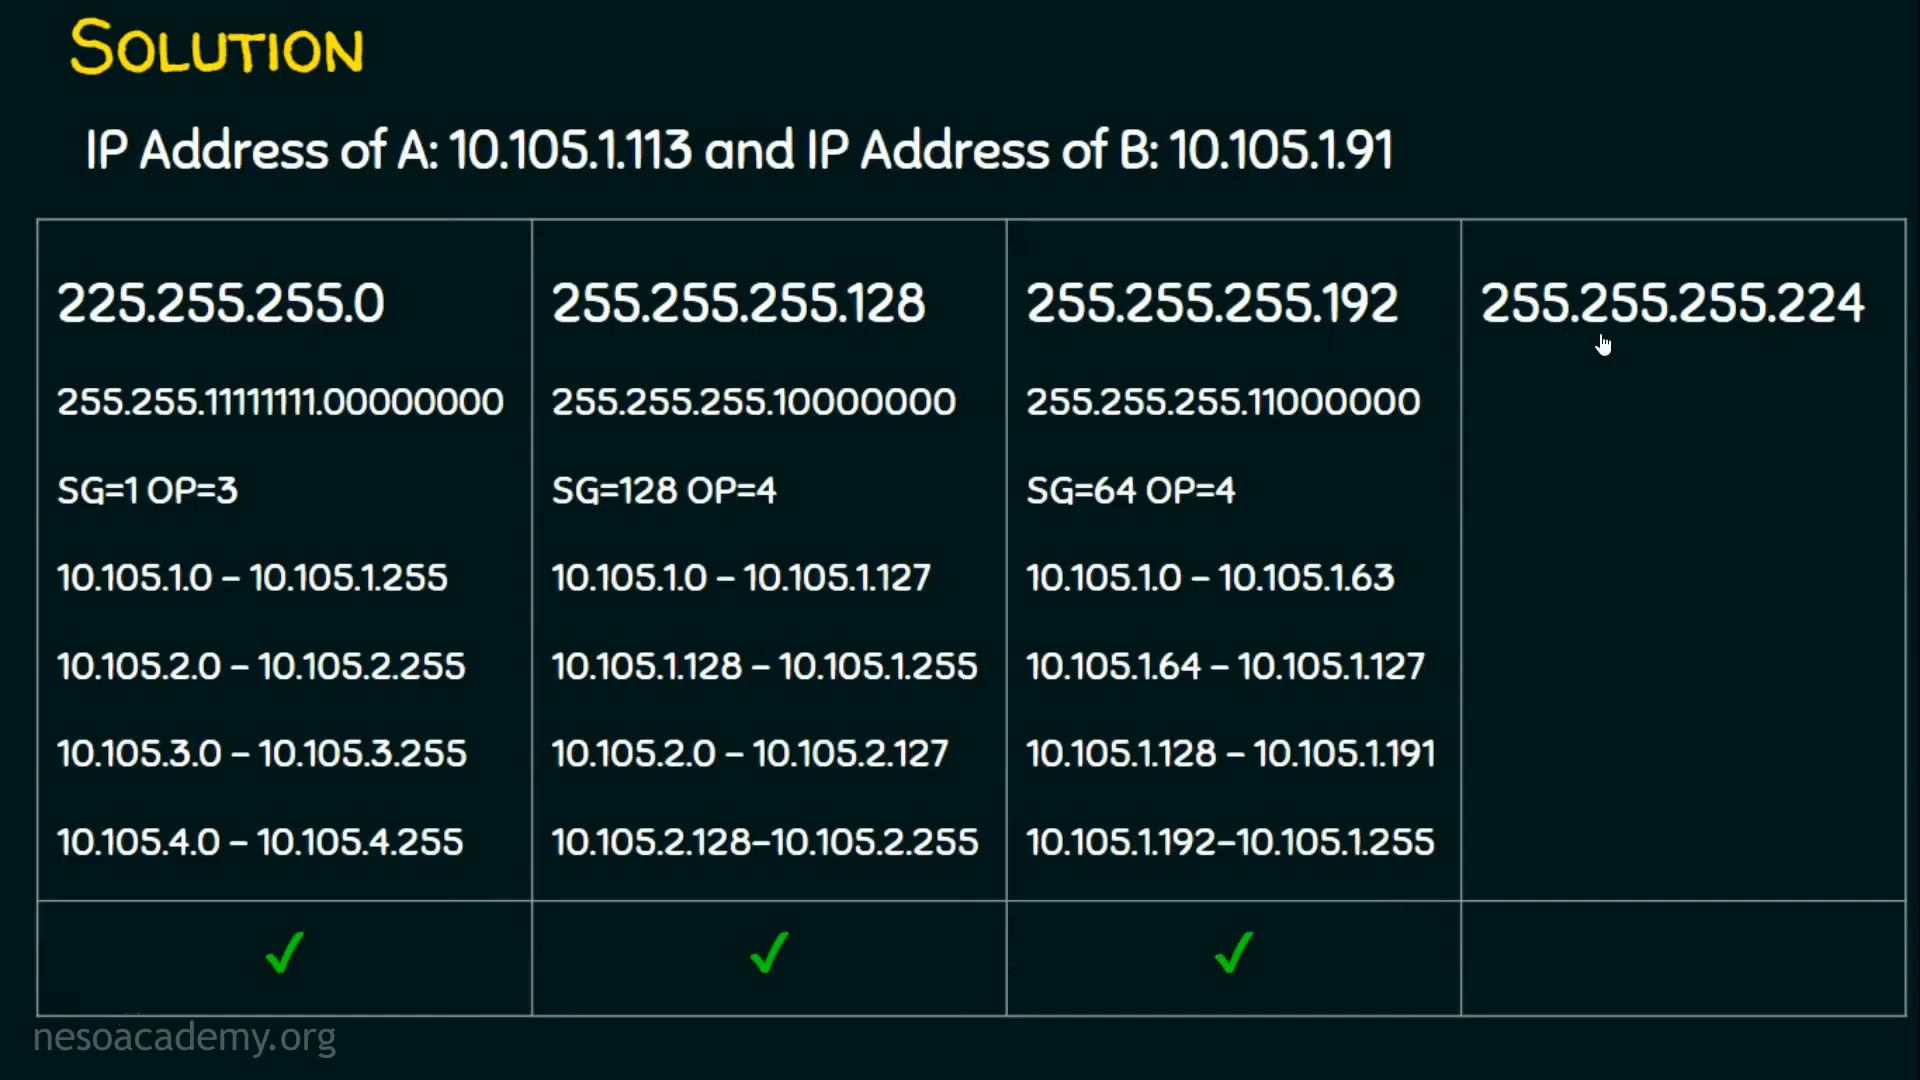 SOLUTION
IP Address of A: 10.105.1.113 and IP Address of B: 10.105.1.91
225.255.255.0
255.255.11111111.00000000
SG=1 OP=3
10.105.1.0 – 10.105.1.255
10.105.2.0 – 10.105.2.255
10.105.3.0 – 10.105.3.255
10.105.4.0 – 10.105.4.255
✓
255.255.255.128
255.255.255.10000000
SG=128 OP=4
10.105.1.0 – 10.105.1.127
10.105.1.128 – 10.105.1.255
10.105.2.0 – 10.105.2.127
10.105.2.128–10.105.2.255
✓
255.255.255.192
255.255.255.11000000
SG=64 OP=4
10.105.1.0 – 10.105.1.63
10.105.1.64 – 10.105.1.127
10.105.1.128 – 10.105.1.191
10.105.1.192–10.105.1.255
✓
255.255.255.224
nesoacademy.org